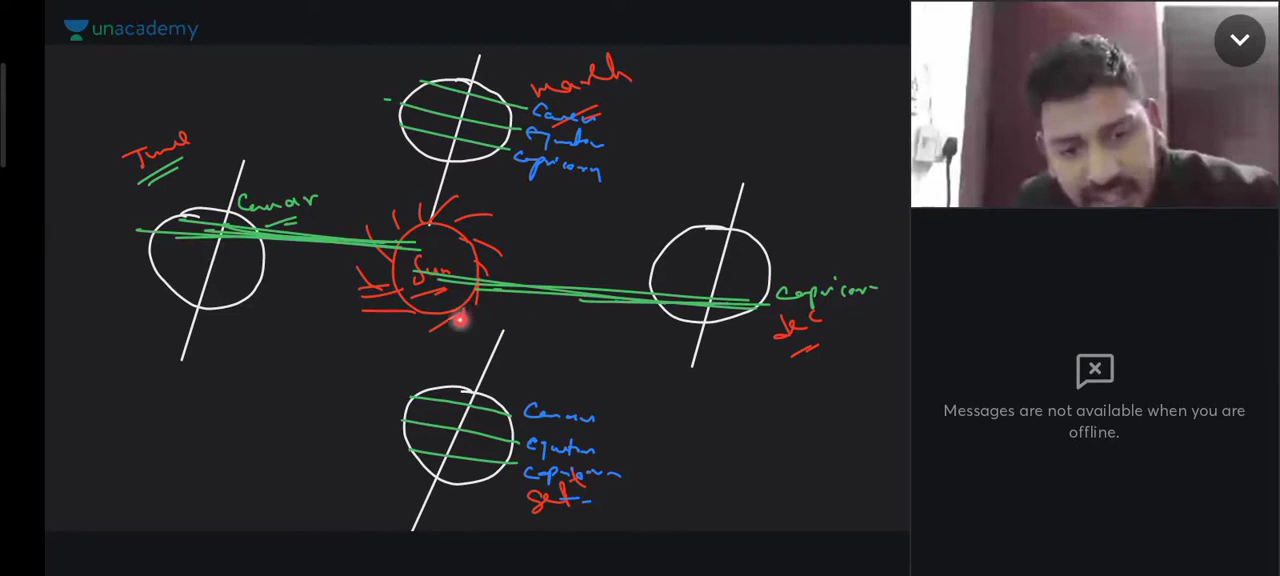 unacademy
March
Cancer
Equator
Capricorn
June
Cancer
Sun
Capricorn
dec
Cancer
Equator
Capricorn
Sept
Messages are not available when you are
offline.